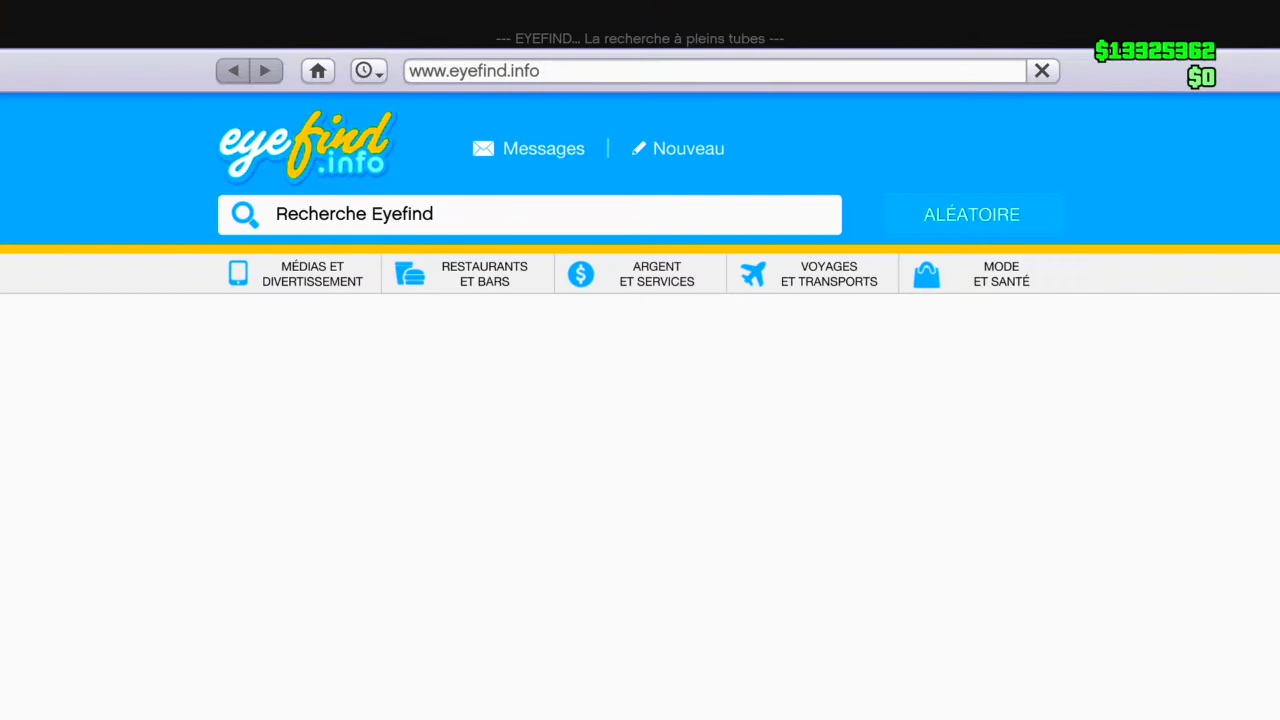 --- EYEFIND... La recherche à pleins tubes ---
$13325362
www.eyefind.info
$0
eyefind
.info
Messages
Nouveau
Recherche Eyefind
ALÉATOIRE
MÉDIAS ET
DIVERTISSEMENT
RESTAURANTS
ET BARS
ARGENT
ET SERVICES
VOYAGES
ET TRANSPORTS
MODE
ET SANTÉ